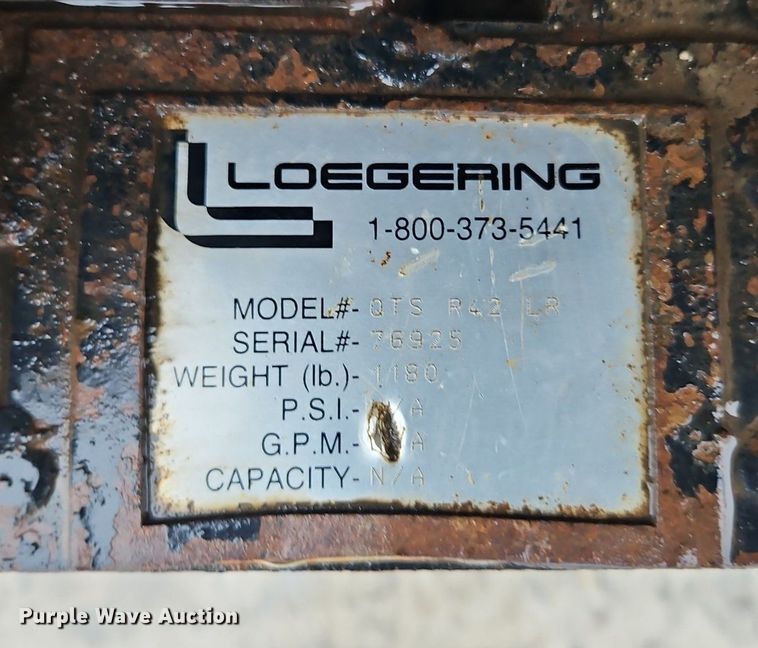 LOEGERING
1-800-373-5441
MODEL#- QTS R42 LR
SERIAL#- 76925
WEIGHT (lb.)- 1180
P.S.I.-
G.P.M.-
CAPACITY- N/A
Purple Wave Auction